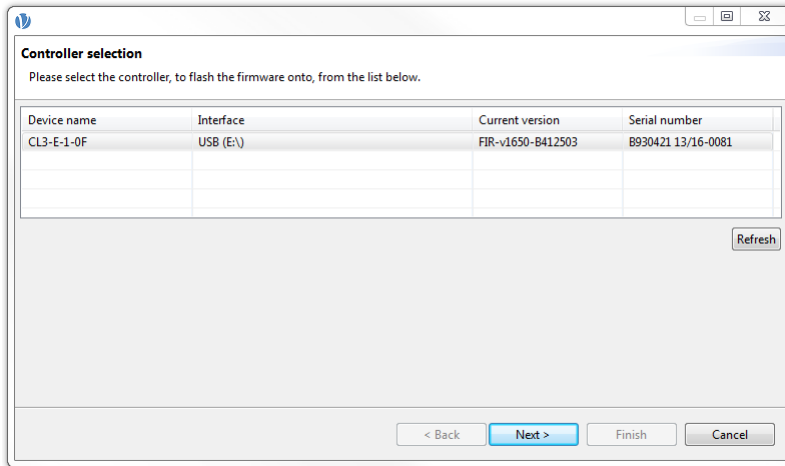 Controller selection
Please select the controller, to flash the firmware onto, from the list below.
Device name Interface Current version Serial number
CL3-E-1-0F USB (E:\) FIR-v1650-B412503 B930421 13/16-0081
Refresh
< Back Next > Finish Cancel